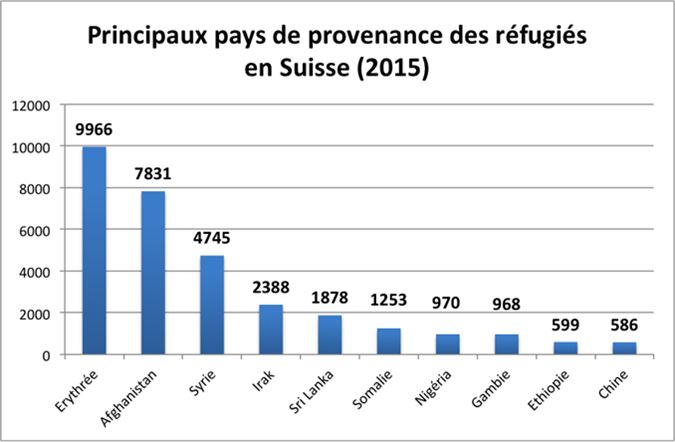 Principaux pays de provenance des réfugiés
en Suisse (2015)
12000
10000
8000
6000
4000
2000
0
9966
7831
4745
2388
1878
1253
970
968
599
586
Erythrée
Afghanistan
Syrie
Irak
Sri Lanka
Somalie
Nigéria
Gambie
Ethiopie
Chine